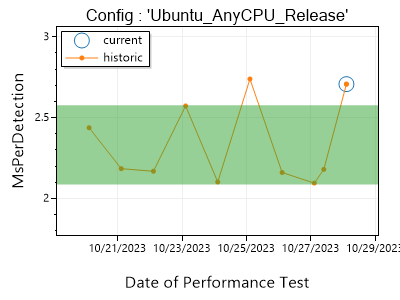 Config : 'Ubuntu_AnyCPU_Release'
current
historic
3
2.5
2
MsPerDetection
10/21/2023
10/23/2023
10/25/2023
10/27/2023
10/29/2023
Date of Performance Test